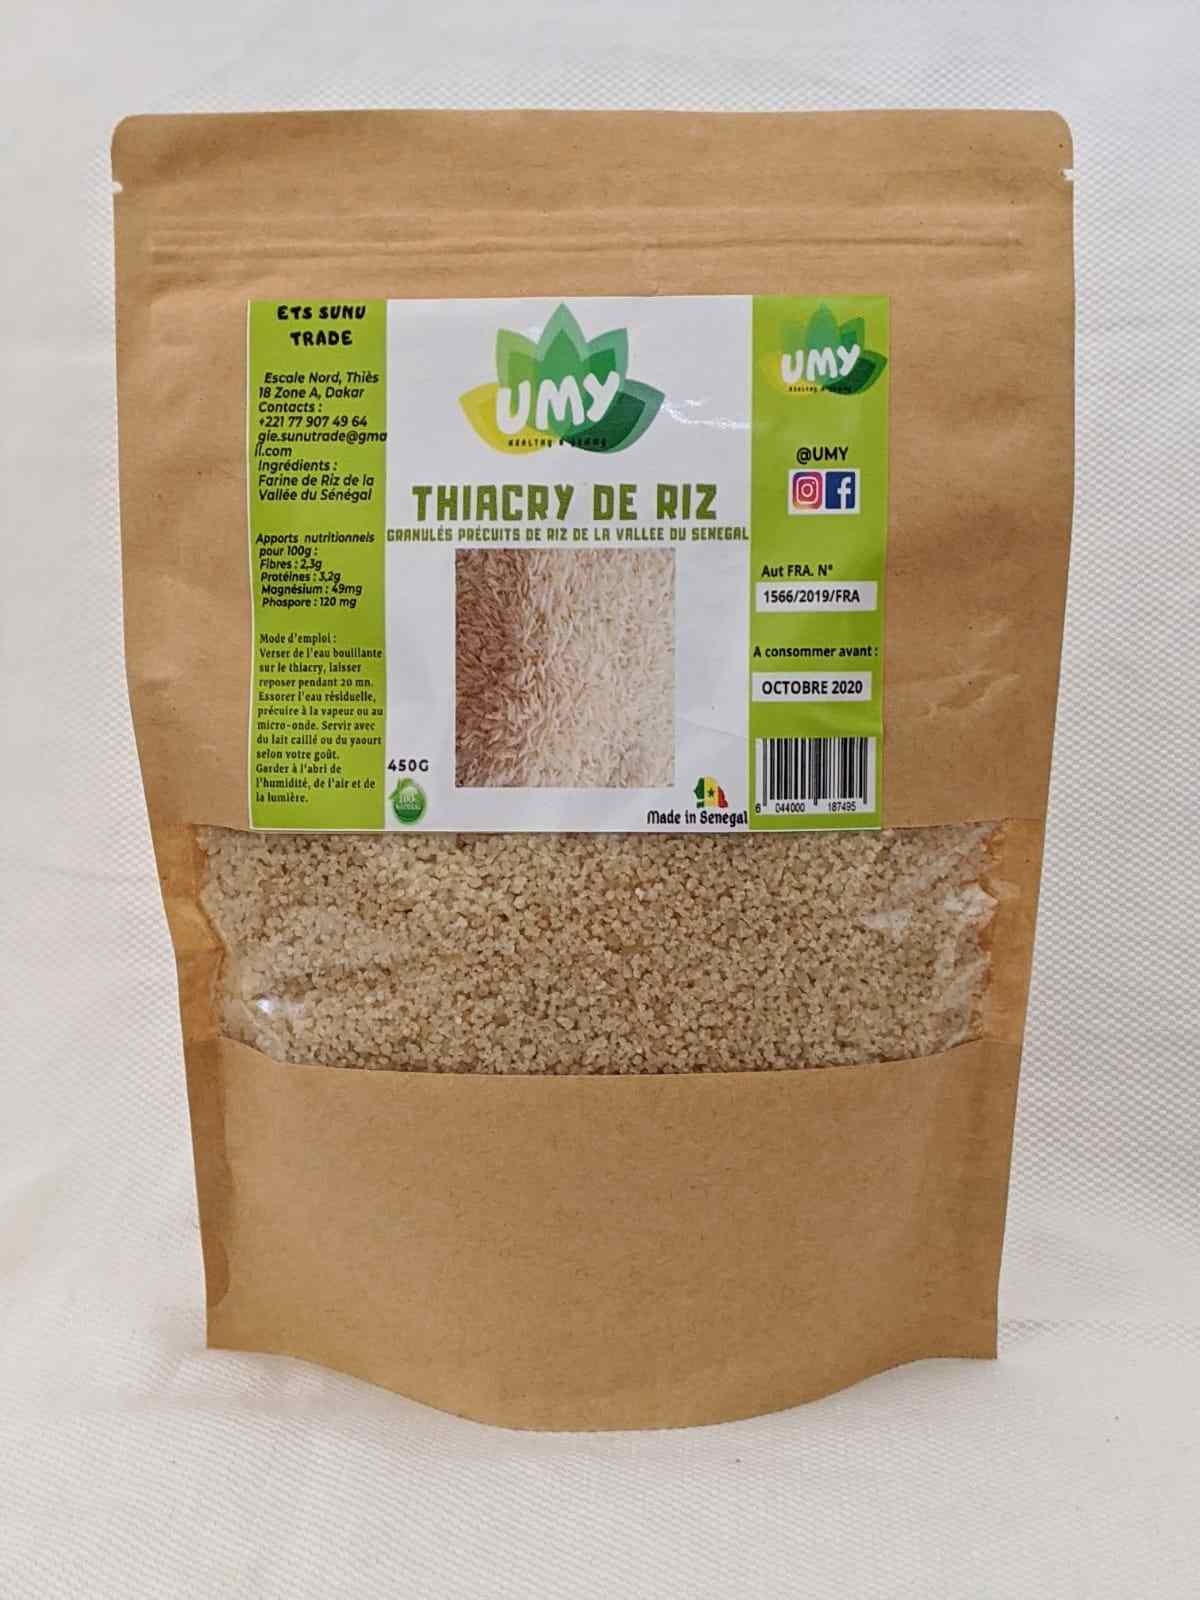 ETS SUNU
TRADE
Escale Nord, Thiès
18 Zone A, Dakar
Contacts :
+221 77 907 49 64
gie.sunutrade@gma
il.com
Ingrédients :
Farine de Riz de la
Vallée du Sénégal
Apports nutritionnels
pour 100g :
Fibres : 2,3g
Protéines : 3,2g
Magnésium : 49mg
Phospore : 120 mg
Mode d'emploi :
Verser de l'eau bouillante
sur le thiacry, laisser
reposer pendant 20 mn.
Essorer l'eau résiduelle,
précuire à la vapeur ou au
micro-onde. Servir avec
du lait caillé ou du yaourt
selon votre goût.
Garder à l'abri de
l'humidité, de l'air et de
la lumière.
UMY
HEALTHY & YUMMY
THIACRY DE RIZ
GRANULÉS PRÉCUITS DE RIZ DE LA VALLEE DU SENEGAL
450G
100%
NATURAL
Made in Senegal
UMY
HEALTHY & YUMMY
@UMY
Aut FRA. N°
1566/2019/FRA
A consommer avant :
OCTOBRE 2020
6 044000 187495